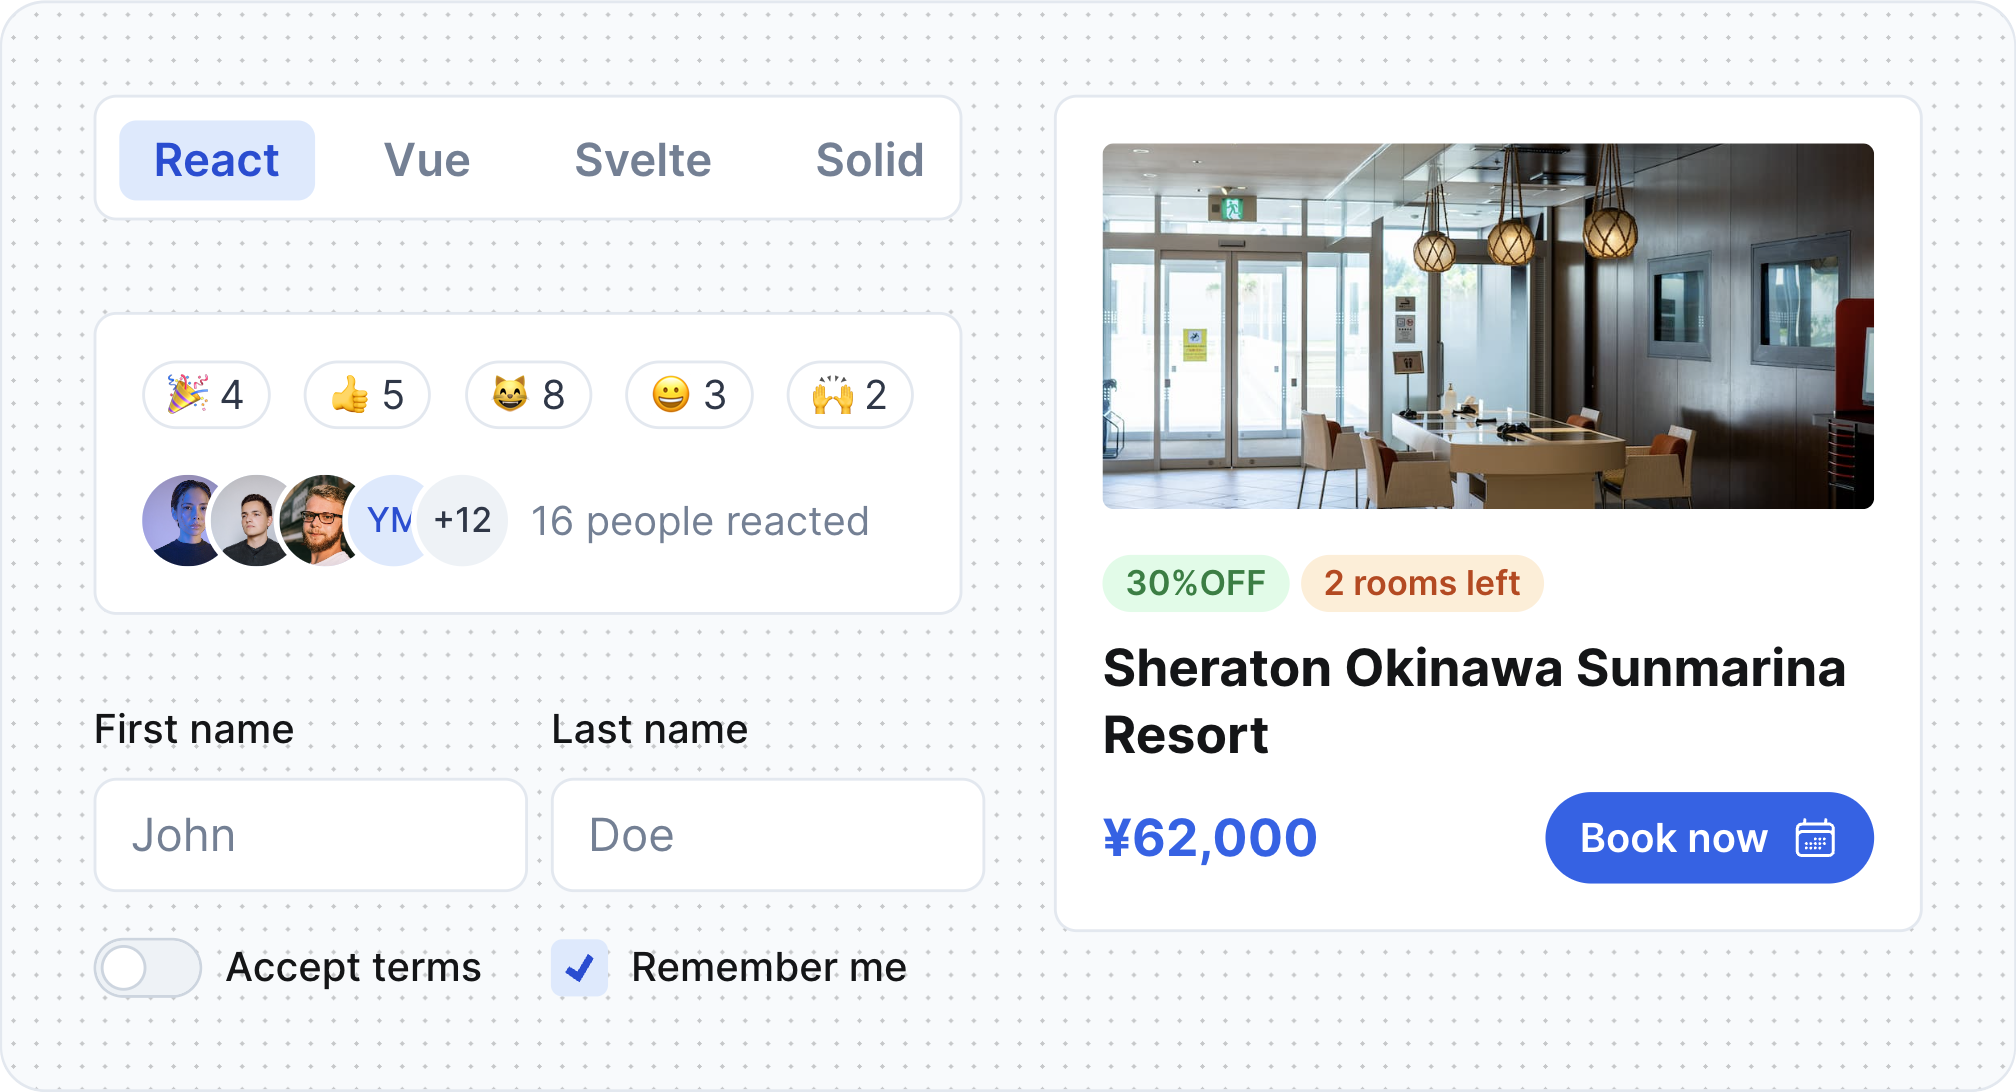 React Vue Svelte Solid
4 5 8 3 2
YM +12 16 people reacted
First name Last name
John Doe
Accept terms Remember me
30%OFF 2 rooms left
Sheraton Okinawa Sunmarina
Resort
¥62,000 Book now